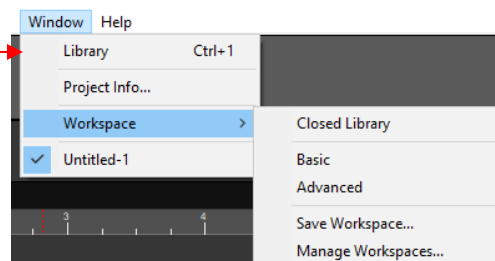 Window Help
Library Ctrl+1
Project Info...
Workspace >
Closed Library
✓ Untitled-1
Basic
Advanced
Save Workspace...
Manage Workspaces...
3 4